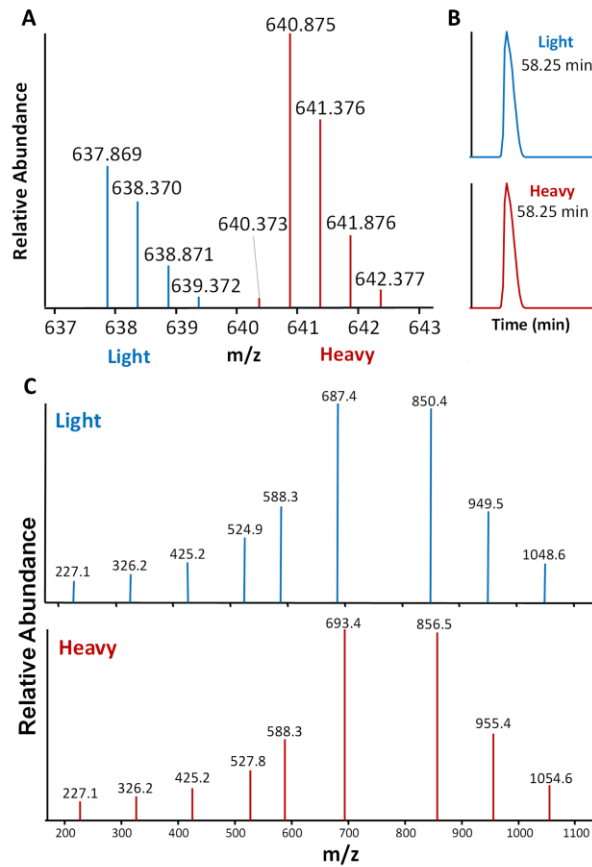 A
Relative Abundance
640.875
641.376
637.869
638.370
640.373
641.876
638.871
639.372
642.377
637 638 639 640 641 642 643
Light m/z Heavy
B
Light
58.25 min
Heavy
58.25 min
Time (min)
C
Light
Relative Abundance
687.4
850.4
588.3
949.5
524.9
425.2
1048.6
326.2
227.1
Heavy
693.4
856.5
955.4
588.3
527.8
425.2
1054.6
326.2
227.1
200 300 400 500 600 700 800 900 1000 1100
m/z